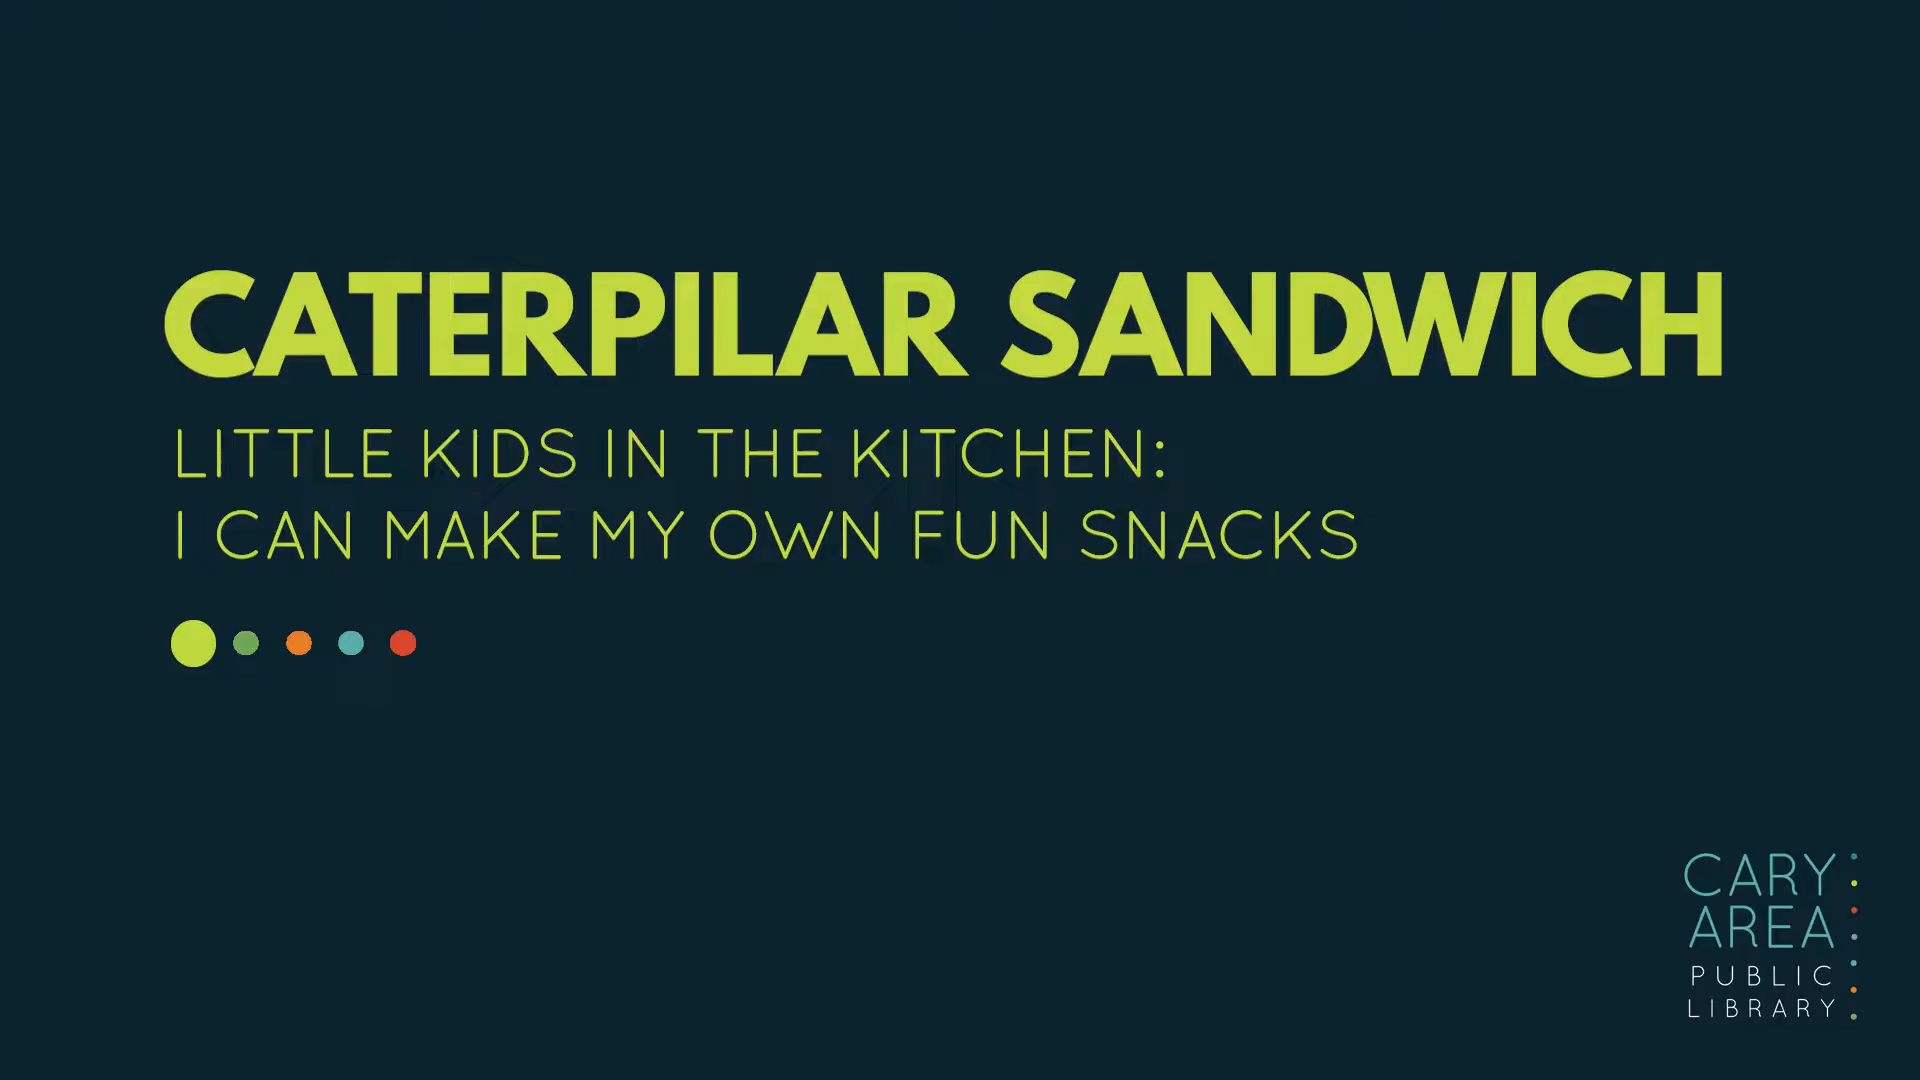 CATERPILAR SANDWICH
LITTLE KIDS IN THE KITCHEN:
I CAN MAKE MY OWN FUN SNACKS
CARY
AREA
PUBLIC
LIBRARY